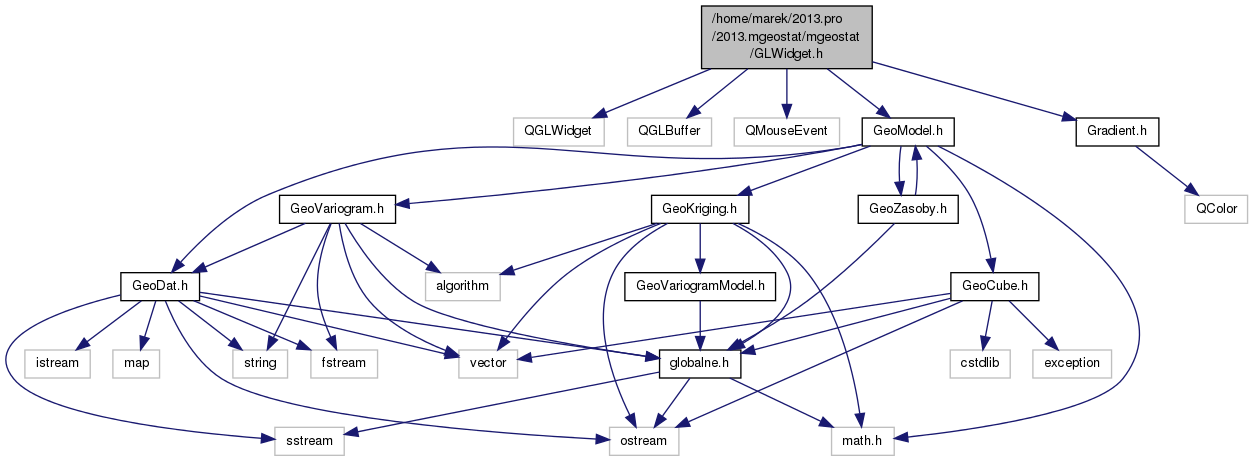 /home/marek/2013.pro
/2013.mgeostat/mgeostat
/GLWidget.h
QGLWidget
QGLBuffer
QMouseEvent
GeoModel.h
Gradient.h
GeoVariogram.h
GeoKriging.h
GeoZasoby.h
QColor
GeoDat.h
algorithm
GeoVariogramModel.h
GeoCube.h
istream
map
string
fstream
vector
globalne.h
cstdlib
exception
sstream
ostream
math.h